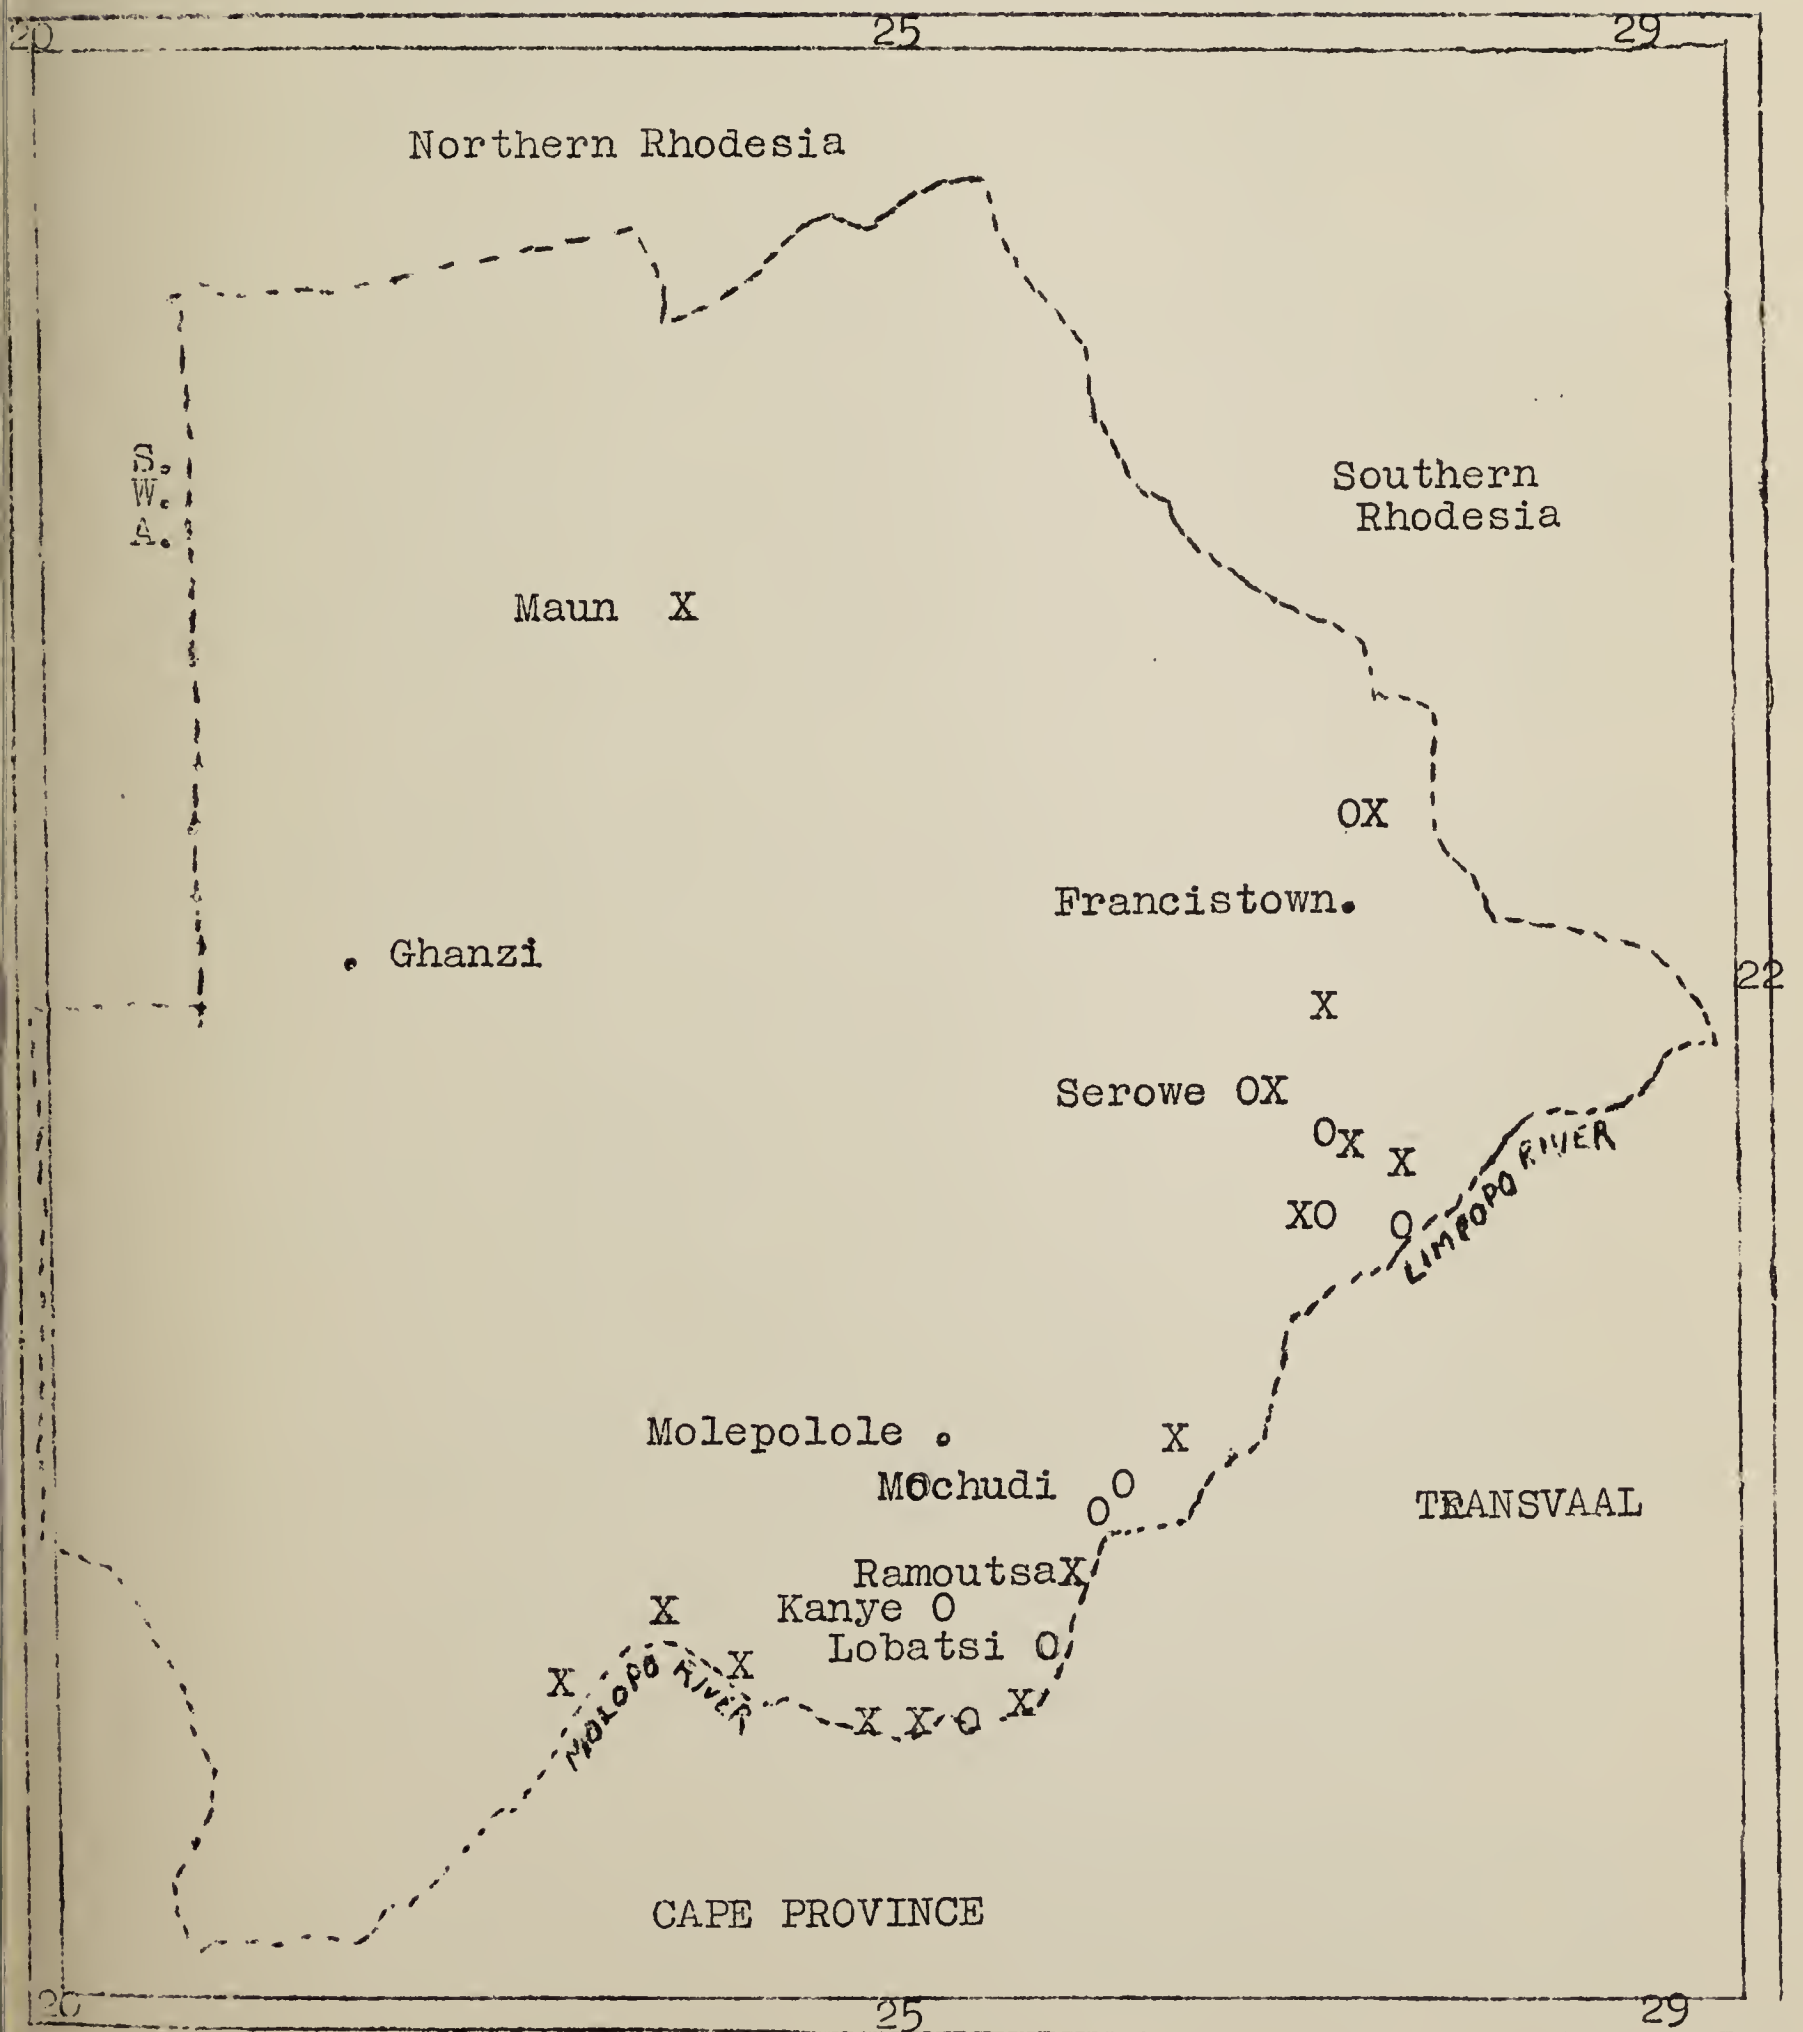 20 25 29
Northern Rhodesia
S.
W.
A.
Southern
Rhodesia
Maun X
OX
Francistown.
. Ghanzi
22
X
Serowe OX
OX X
XO O
LIMPOPO RIVER
Molepolole .
X
Mochudi O
O
TRANSVAAL
RamoutsaX
X Kanye O
Lobatsi O
X
X
MOLOPO RIVER
X X O X
CAPE PROVINCE
20 25 29